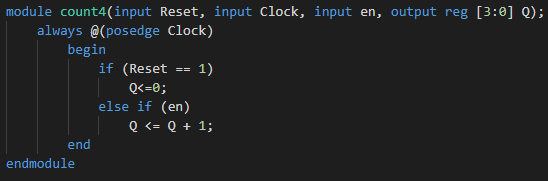 module count4(input Reset, input Clock, input en, output reg [3:0] Q);
    always @(posedge Clock)
        begin
            if (Reset == 1)
                Q<=0;
            else if (en)
                Q <= Q + 1;
        end
endmodule